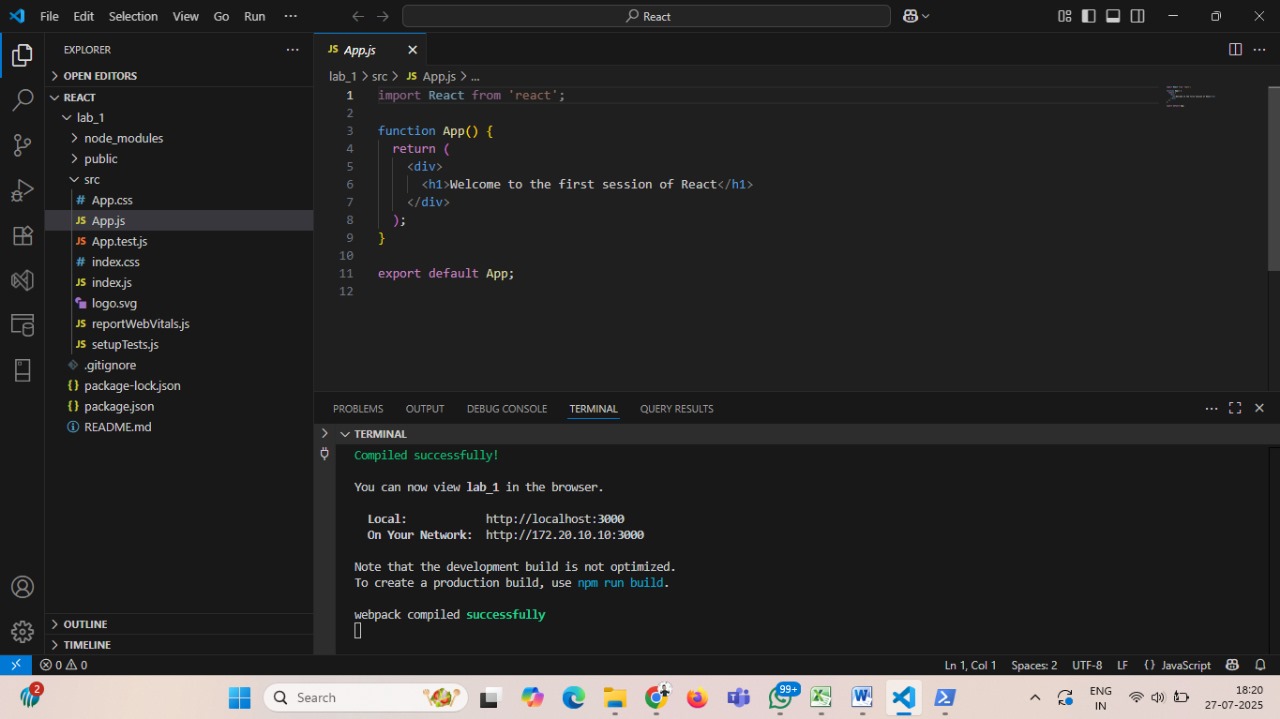 File Edit Selection View Go Run ···
React
EXPLORER ···
OPEN EDITORS
REACT
lab_1
node_modules
public
src
# App.css
JS App.js
JS App.test.js
# index.css
JS index.js
logo.svg
JS reportWebVitals.js
JS setupTests.js
.gitignore
{} package-lock.json
{} package.json
README.md
OUTLINE
TIMELINE
JS App.js
lab_1 > src > JS App.js > ...
1 import React from 'react';
2
3 function App() {
4 return (
5 <div>
6 <h1>Welcome to the first session of React</h1>
7 </div>
8 );
9 }
10
11 export default App;
12
PROBLEMS OUTPUT DEBUG CONSOLE TERMINAL QUERY RESULTS
TERMINAL
Compiled successfully!
You can now view lab_1 in the browser.
Local: http://localhost:3000
On Your Network: http://172.20.10.10:3000
Note that the development build is not optimized.
To create a production build, use npm run build.
webpack compiled successfully
0 0
Ln 1, Col 1 Spaces: 2 UTF-8 LF {} JavaScript
2
Search
99+
ENG
IN
18:20
27-07-2025